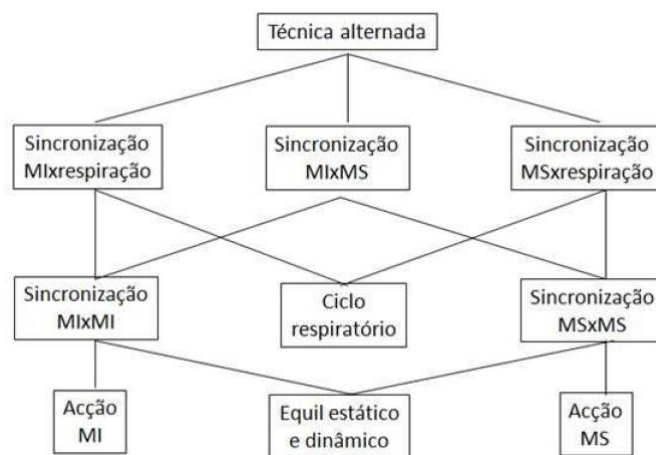 Técnica alternada
Sincronização
MIxrespiração
Sincronização
MIxMS
Sincronização
MSxrespiração
Sincronização
MIxMI
Ciclo
respiratório
Sincronização
MSxMS
Acção
MI
Equil estático
e dinâmico
Acção
MS